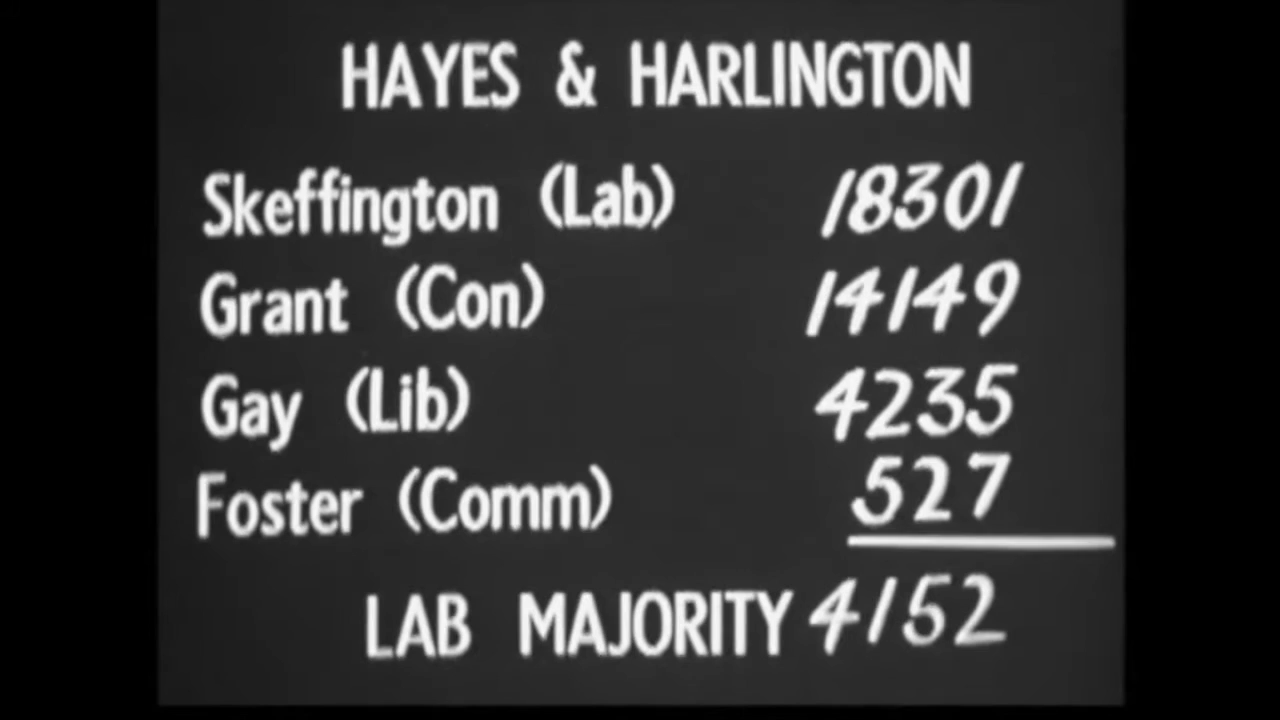 HAYES & HARLINGTON
Skeffington (Lab) 18301
Grant (Con) 14149
Gay (Lib) 4235
Foster (Comm) 527
LAB MAJORITY 4152